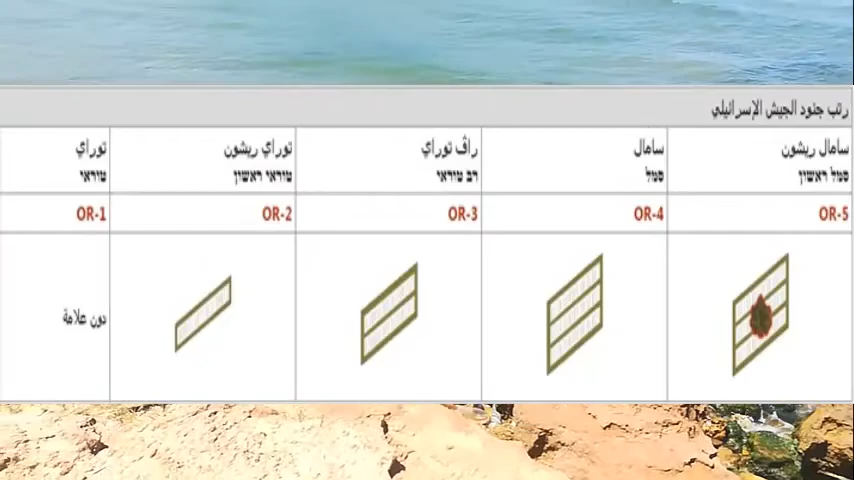 رتب جنود الجيش الإسرائيلي
سامال ريشون
סמל ראשון
سامال
סמל
راڤ توراي
רב טוראי
توراي ريشون
טוראי ראשון
توراي
טוראי
OR-5
OR-4
OR-3
OR-2
OR-1
دون علامة